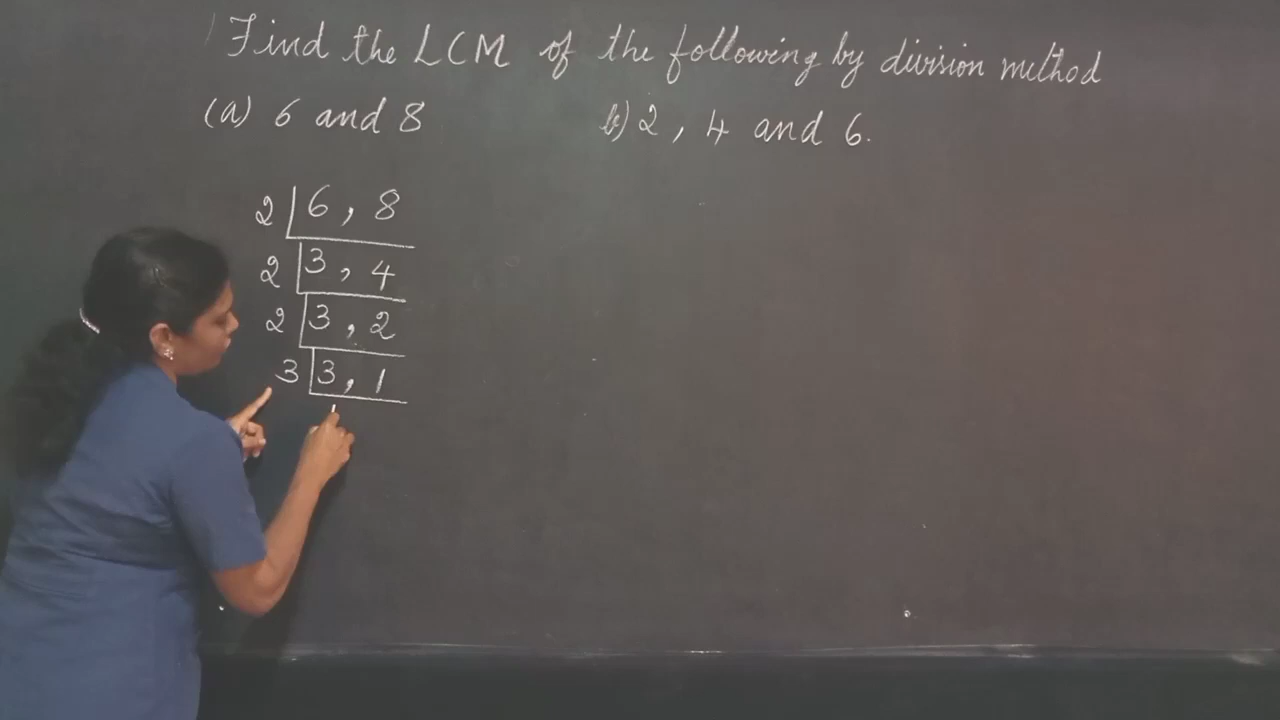 Find the LCM of the following by division method
(a) 6 and 8 b) 2, 4 and 6.
2 | 6, 8
2 | 3, 4
2 | 3, 2
3 | 3, 1